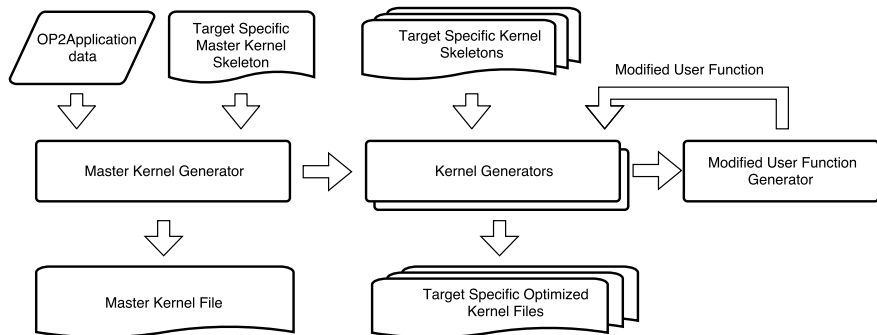 OP2Application
data
Target Specific
Master Kernel
Skeleton
Target Specific Kernel
Skeletons
Modified User Function
Master Kernel Generator
Kernel Generators
Modified User Function
Generator
Master Kernel File
Target Specific Optimized
Kernel Files